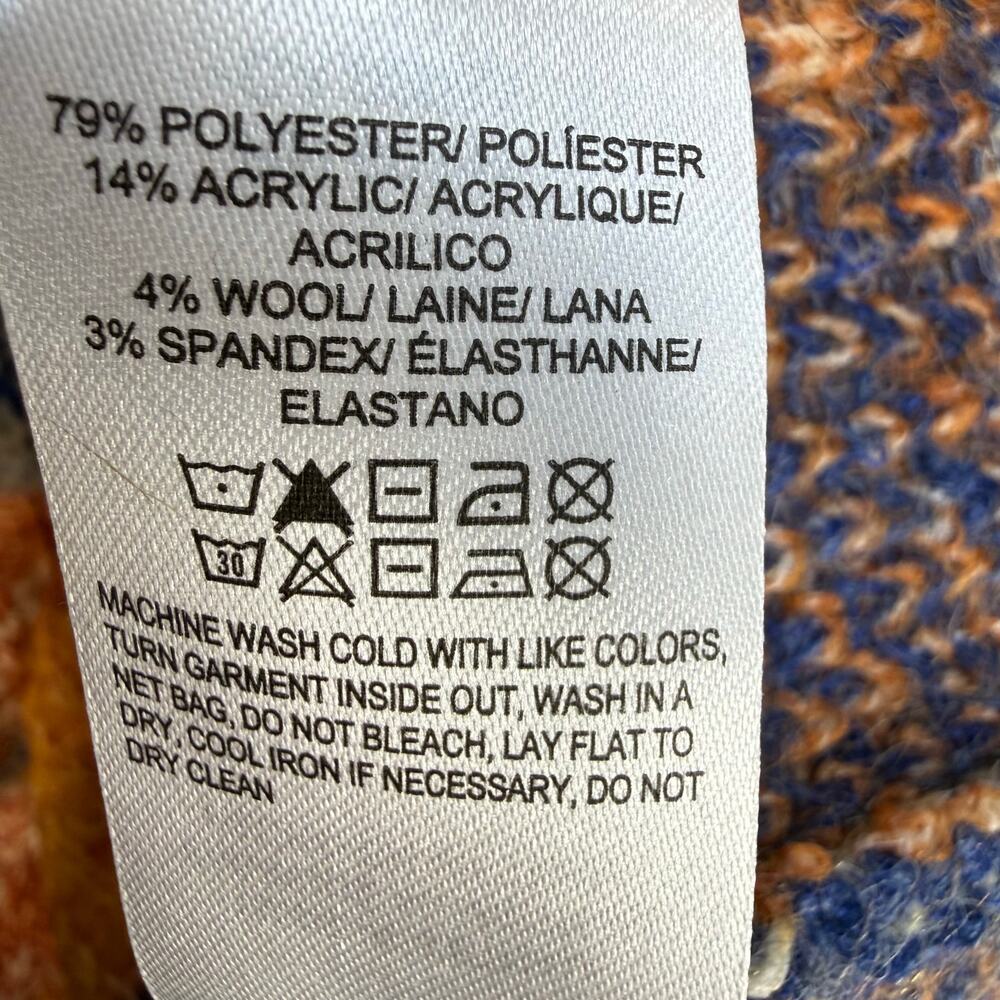 79% POLYESTER/ POLÍESTER
14% ACRYLIC/ ACRYLIQUE/
ACRILICO
4% WOOL/ LAINE/ LANA
3% SPANDEX/ ÉLASTHANNE/
ELASTANO
30
MACHINE WASH COLD WITH LIKE COLORS,
TURN GARMENT INSIDE OUT, WASH IN A
NET BAG, DO NOT BLEACH, LAY FLAT TO
DRY, COOL IRON IF NECESSARY, DO NOT
DRY CLEAN